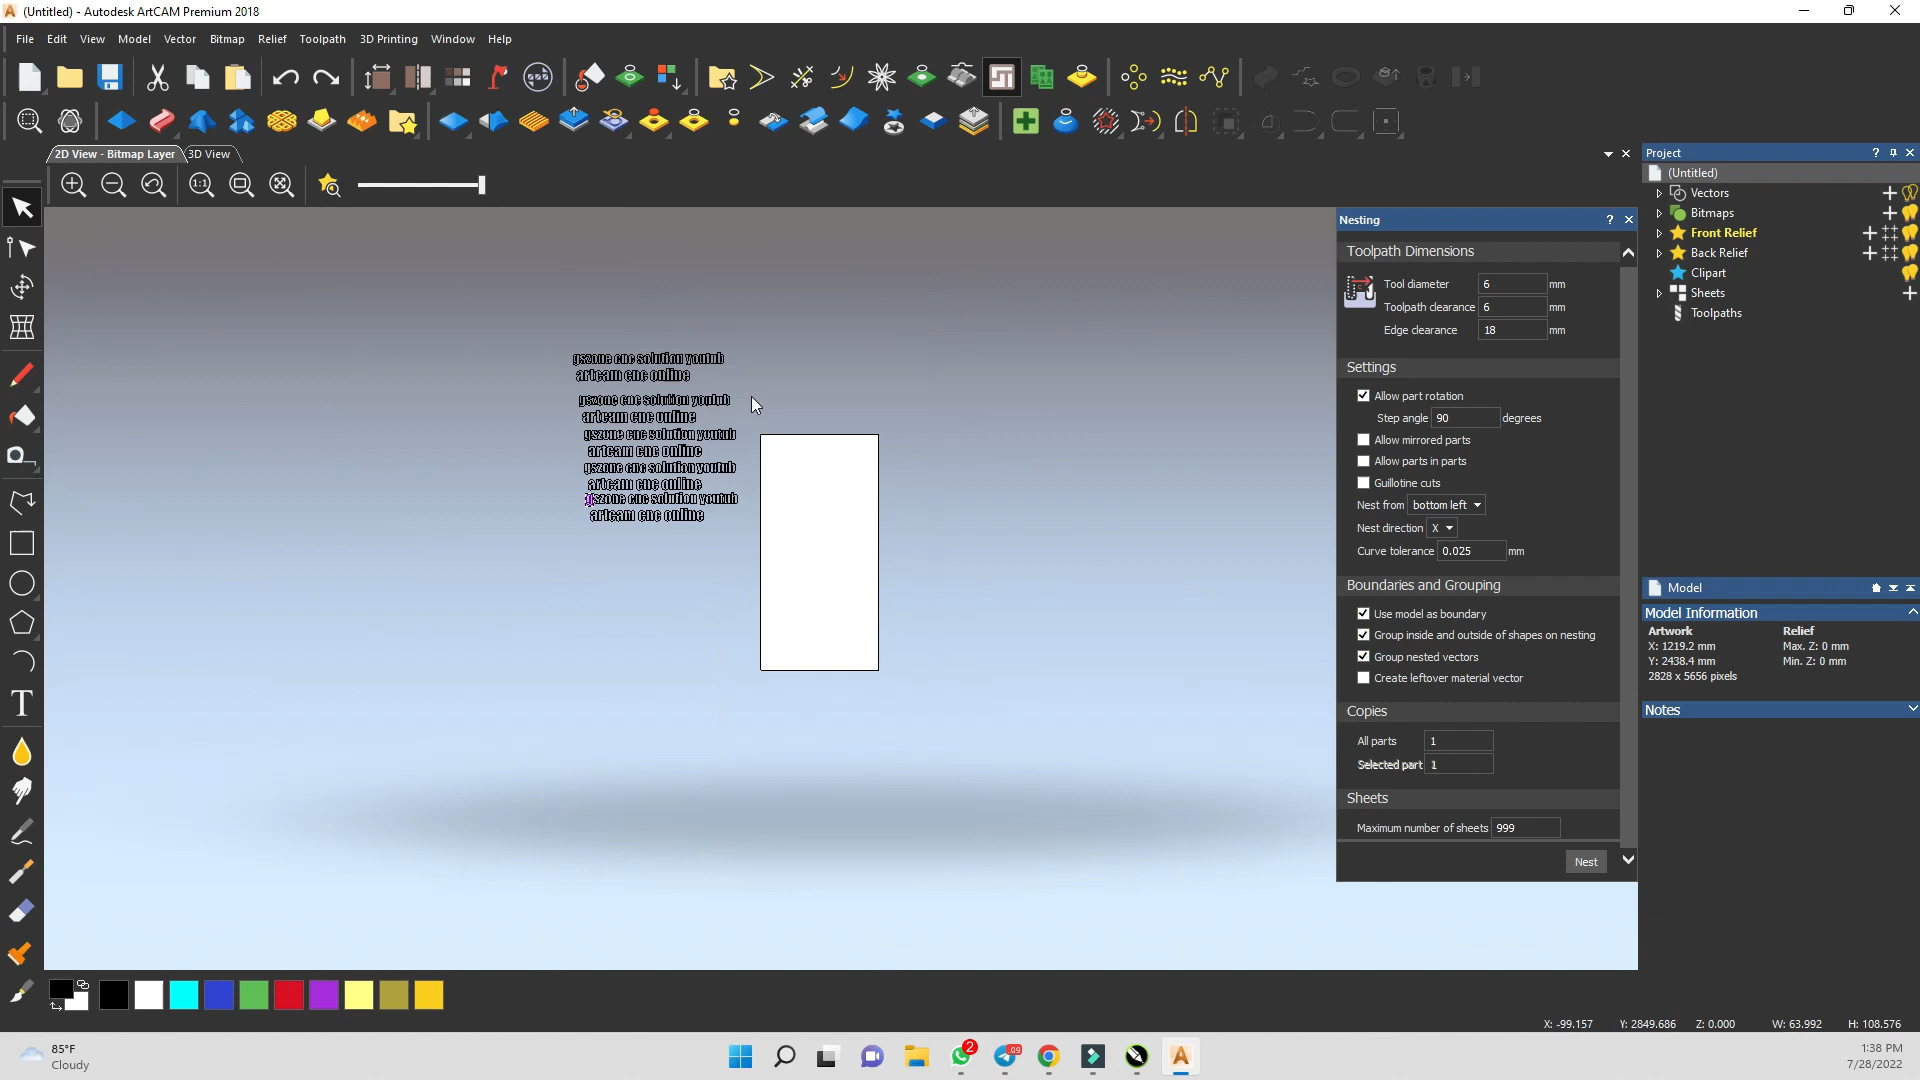 (Untitled) - Autodesk ArtCAM Premium 2018
File Edit View Model Vector Bitmap Relief Toolpath 3D Printing Window Help
2D View - Bitmap Layer 3D View
1:1
Nesting ?
Toolpath Dimensions
Tool diameter 6 mm
Toolpath clearance 6 mm
Edge clearance 18 mm
Settings
Allow part rotation
Step angle 90 degrees
Allow mirrored parts
Allow parts in parts
Guillotine cuts
Nest from bottom left
Nest direction X
Curve tolerance 0.025 mm
Boundaries and Grouping
Use model as boundary
Group inside and outside of shapes on nesting
Group nested vectors
Create leftover material vector
Copies
All parts 1
Selected part 1
Sheets
Maximum number of sheets 999
Nest
gszone cnc solution youtub
artcam cnc online
gszone cnc solution youtub
artcam cnc online
gszone cnc solution youtub
artcam cnc online
gszone cnc solution youtub
artcam cnc online
gszone cnc solution youtub
artcam cnc online
Project ?
(Untitled)
Vectors
Bitmaps
Front Relief
Back Relief
Clipart
Sheets
Toolpaths
Model
Model Information
Artwork Relief
X: 1219.2 mm Max. Z: 0 mm
Y: 2438.4 mm Min. Z: 0 mm
2828 x 5656 pixels
Notes
X: -99.157 Y: 2849.686 Z: 0.000 W: 63.992 H: 108.576
85°F
Cloudy
2
.09
1:38 PM
7/28/2022